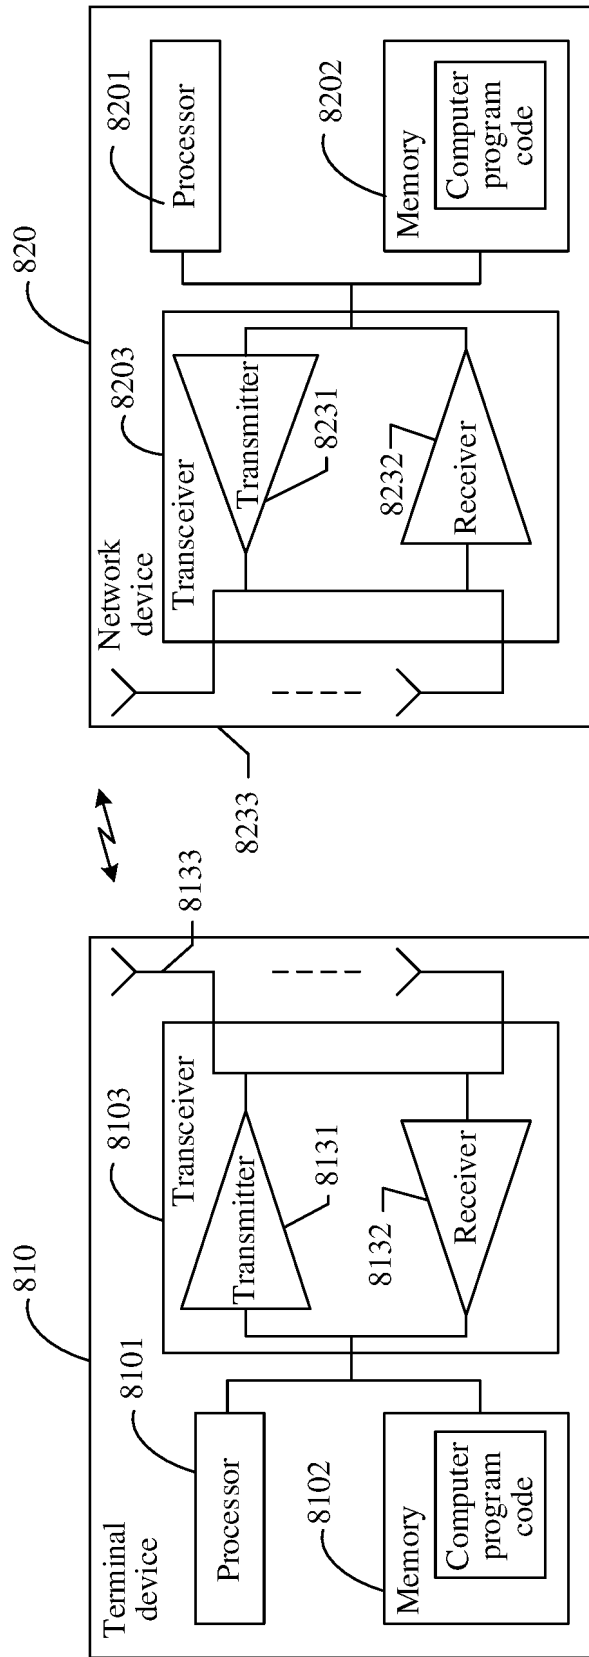 810
Terminal
device
8101
Processor
8102
Memory
Computer
program
code
8103
Transceiver
Transmitter
8131
8132
Receiver
8133
820
Network
device
8203
Transceiver
Transmitter
8231
8232
Receiver
8233
8201
Processor
8202
Memory
Computer
program
code